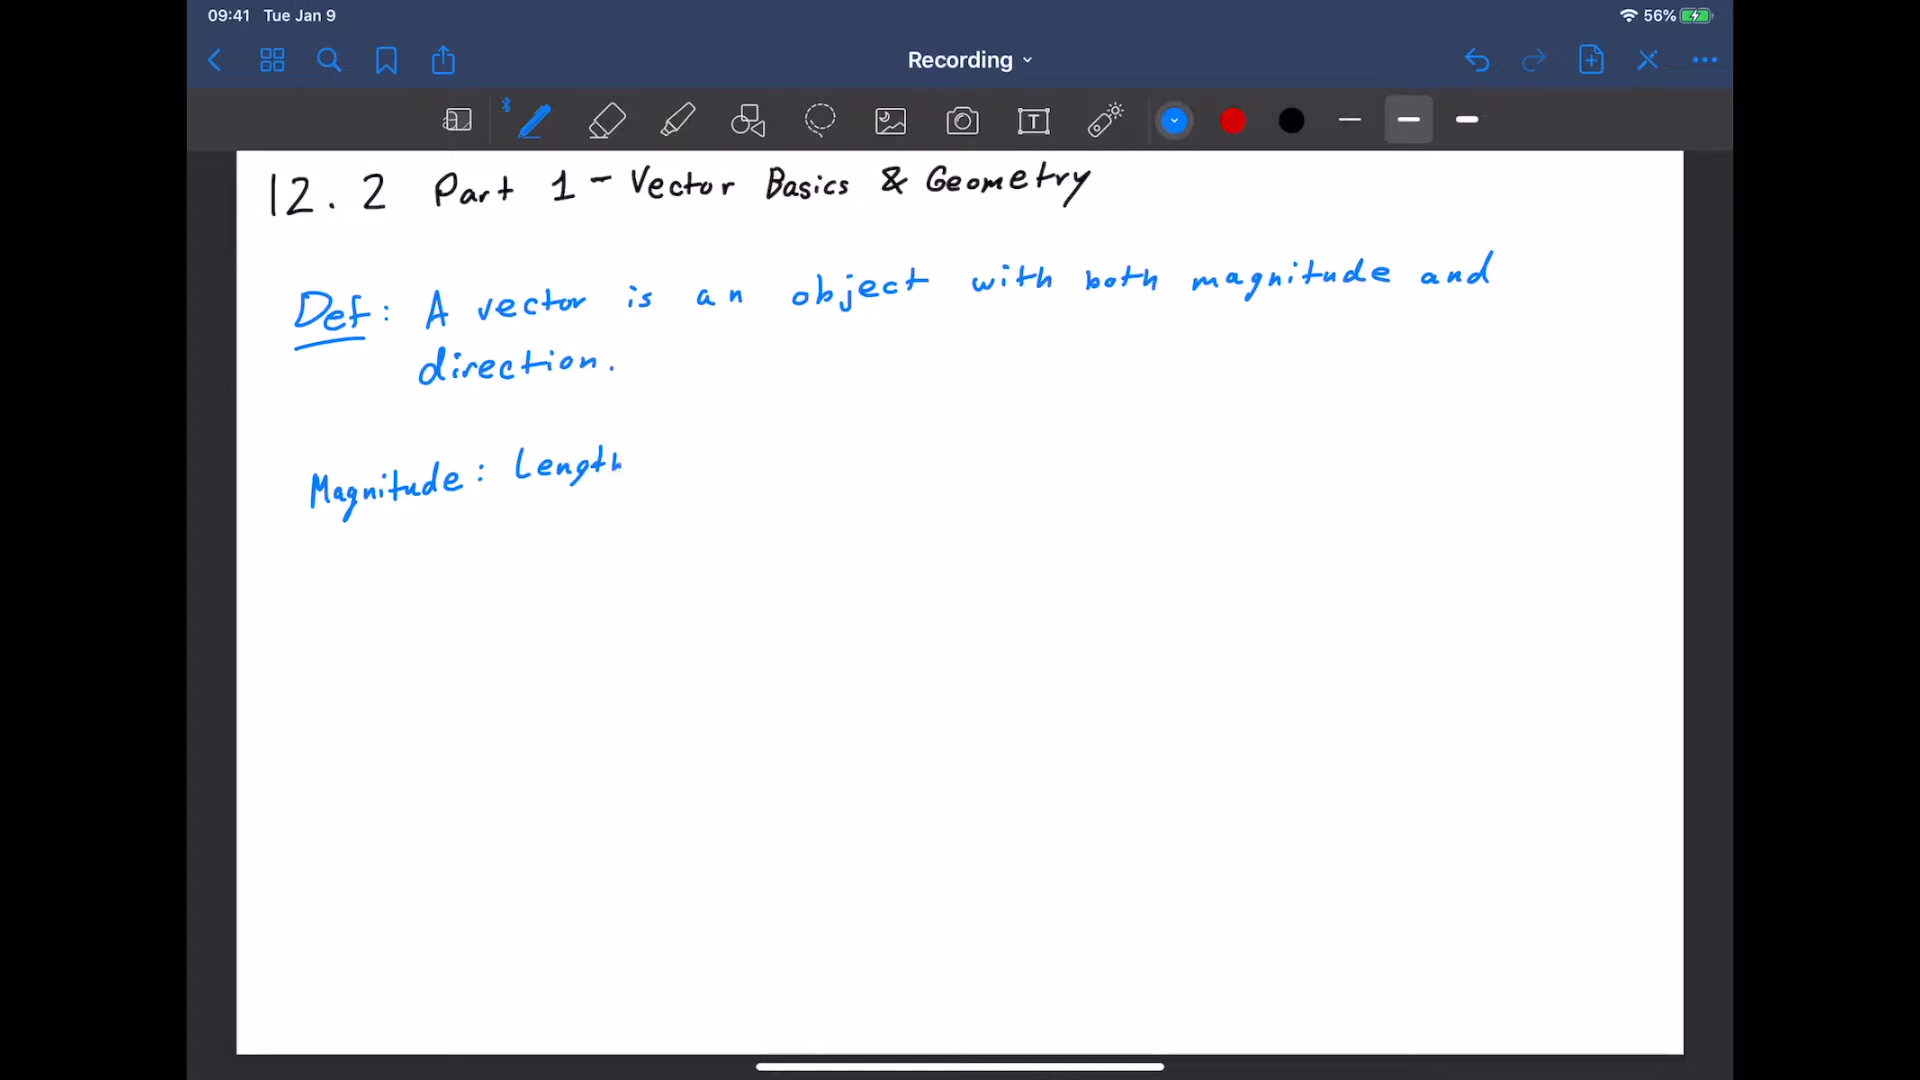 09:41 Tue Jan 9
56%
Recording
T
12.2 Part 1 - Vector Basics & Geometry
Def: A vector is an object with both magnitude and
direction.
Magnitude: Length